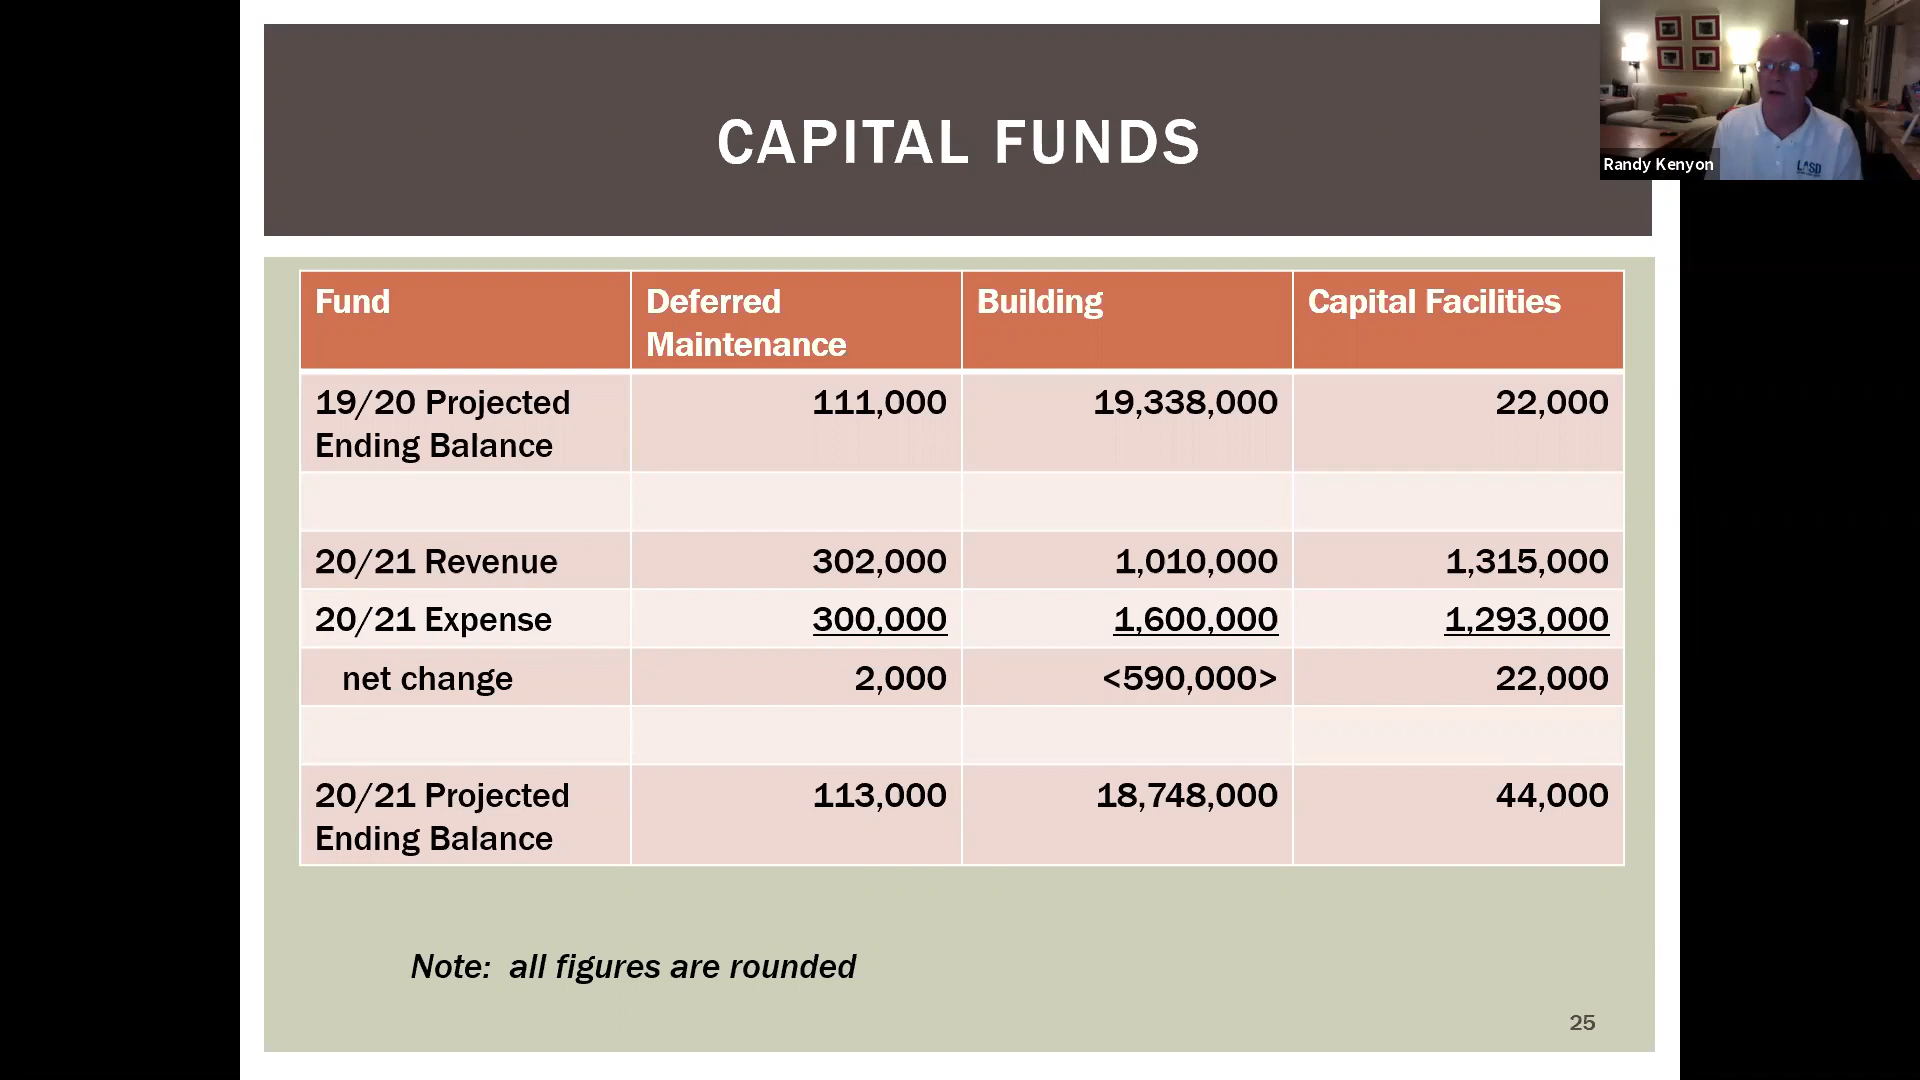 CAPITAL FUNDS
Randy Kenyon
LASD
Fund Deferred Maintenance Building Capital Facilities
19/20 Projected Ending Balance 111,000 19,338,000 22,000
20/21 Revenue 302,000 1,010,000 1,315,000
20/21 Expense 300,000 1,600,000 1,293,000
net change 2,000 <590,000> 22,000
20/21 Projected Ending Balance 113,000 18,748,000 44,000
Note: all figures are rounded
25